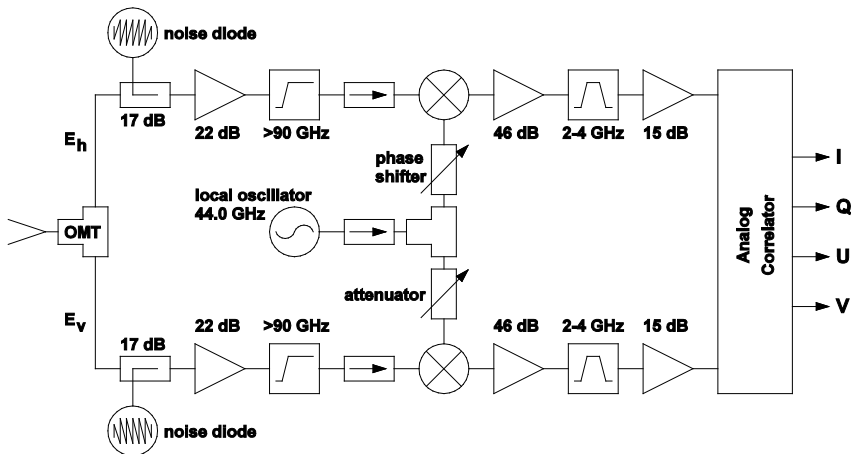 noise diode
17 dB
22 dB
>90 GHz
46 dB
2-4 GHz
15 dB
Eh
phase
shifter
local oscillator
44.0 GHz
OMT
attenuator
Ev
17 dB
22 dB
>90 GHz
46 dB
2-4 GHz
15 dB
noise diode
Analog
Correlator
I
Q
U
V